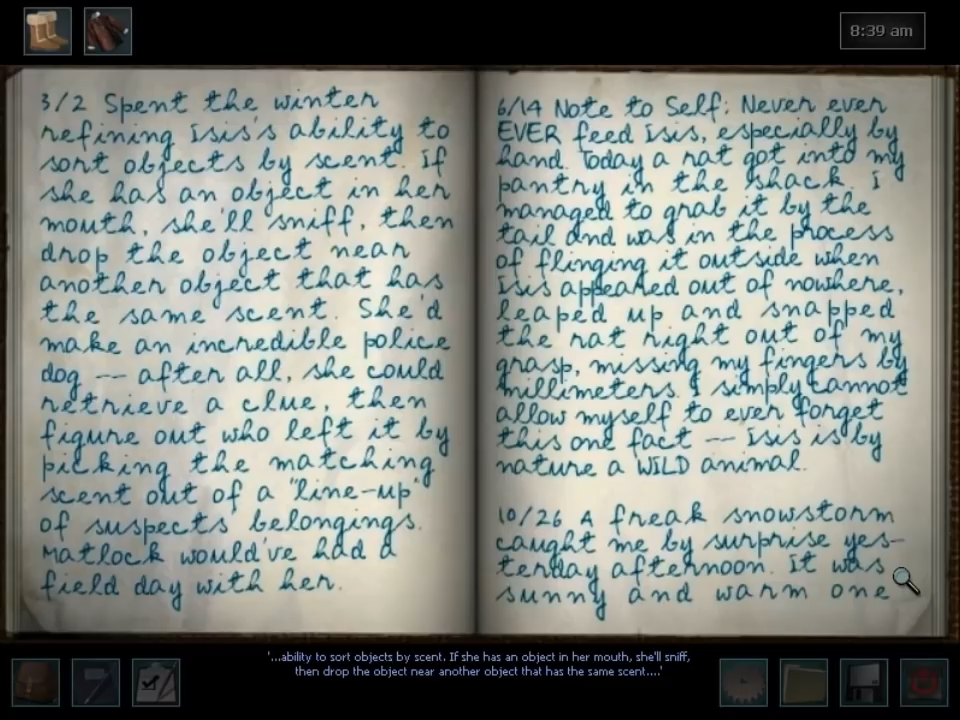 8:39 am
3/2 Spent the winter
refining Isis's ability to
sort objects by scent. If
she has an object in her
mouth, she'll sniff, then
drop the object near
another object that has
the same scent. She'd
make an incredible police
dog -- after all, she could
retrieve a clue, then
figure out who left it by
picking the matching
scent out of a "line-up"
of suspects' belongings.
Matlock would've had a
field day with her.
6/14 Note to Self: Never ever
EVER feed Isis, especially by
hand. Today a rat got into my
pantry in the shack. I
managed to grab it by the
tail and was in the process
of flinging it outside when
Isis appeared out of nowhere,
leaped up and snapped
the rat right out of my
grasp, missing my fingers by
millimeters. I simply cannot
allow myself to ever forget
this one fact -- Isis is by
nature a WILD animal.
10/26 A freak snowstorm
caught me by surprise yes-
terday afternoon. It was
sunny and warm one
'...ability to sort objects by scent. If she has an object in her mouth, she'll sniff,
then drop the object near another object that has the same scent....'